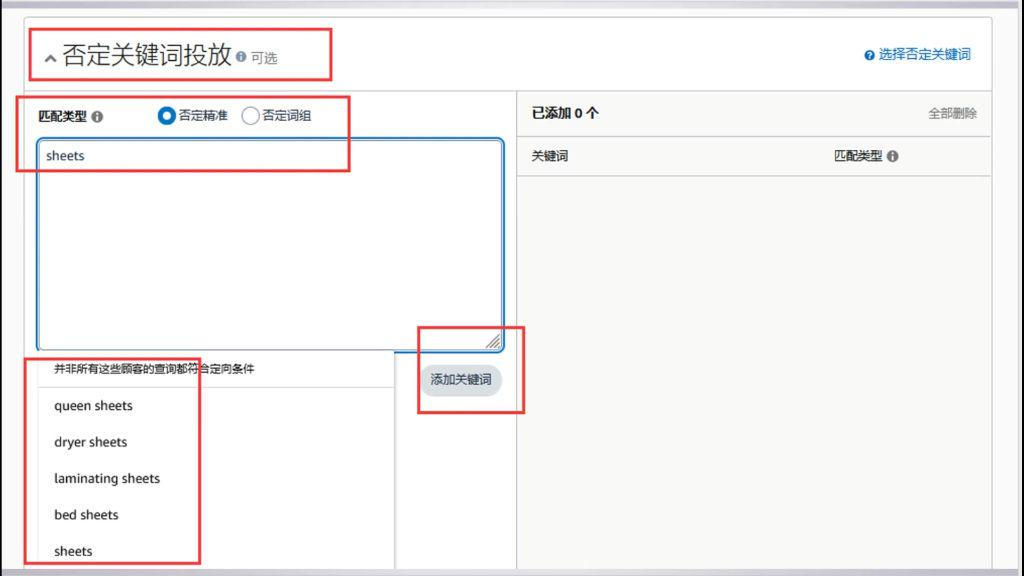 否定关键词投放 可选
选择否定关键词
匹配类型 否定精准 否定词组
sheets
并非所有这些顾客的查询都符合定向条件
queen sheets
dryer sheets
laminating sheets
bed sheets
sheets
添加关键词
已添加 0 个 全部删除
关键词 匹配类型